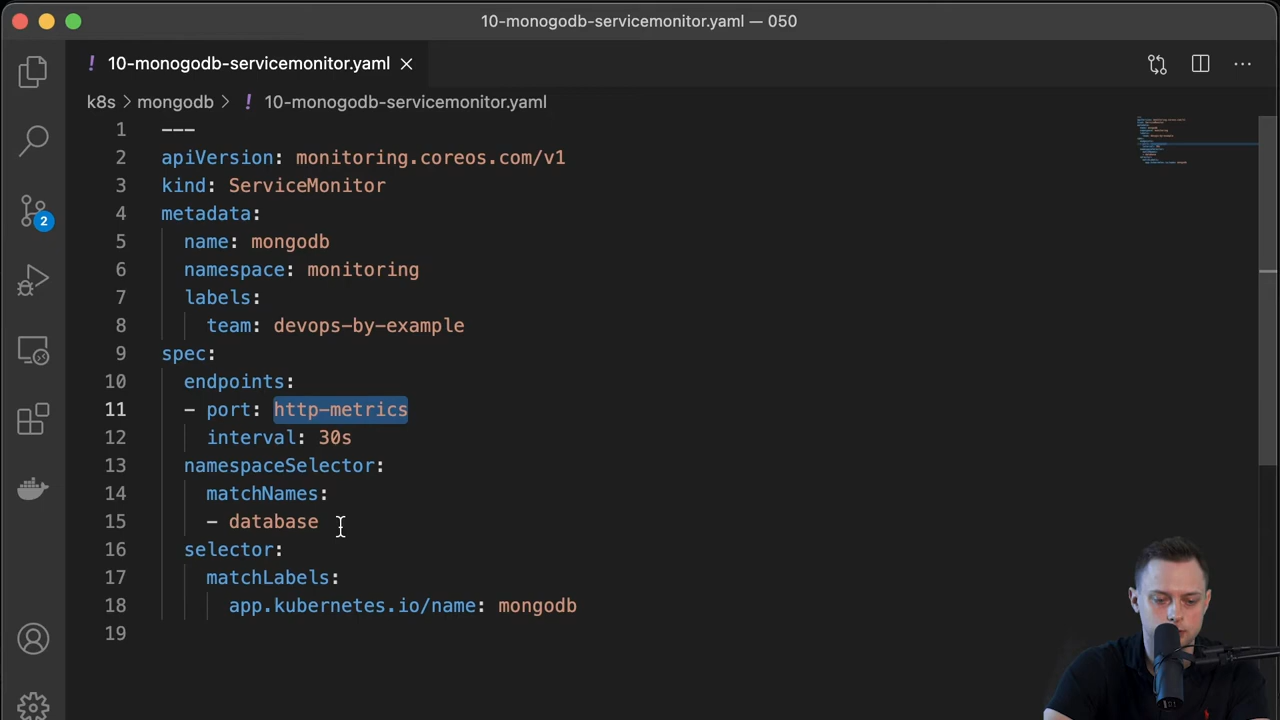 10-monogodb-servicemonitor.yaml — 050
! 10-monogodb-servicemonitor.yaml ×
k8s > mongodb > ! 10-monogodb-servicemonitor.yaml
1 ---
2 apiVersion: monitoring.coreos.com/v1
3 kind: ServiceMonitor
4 metadata:
5 name: mongodb
6 namespace: monitoring
7 labels:
8 team: devops-by-example
9 spec:
10 endpoints:
11 - port: http-metrics
12 interval: 30s
13 namespaceSelector:
14 matchNames:
15 - database
16 selector:
17 matchLabels:
18 app.kubernetes.io/name: mongodb
19
2